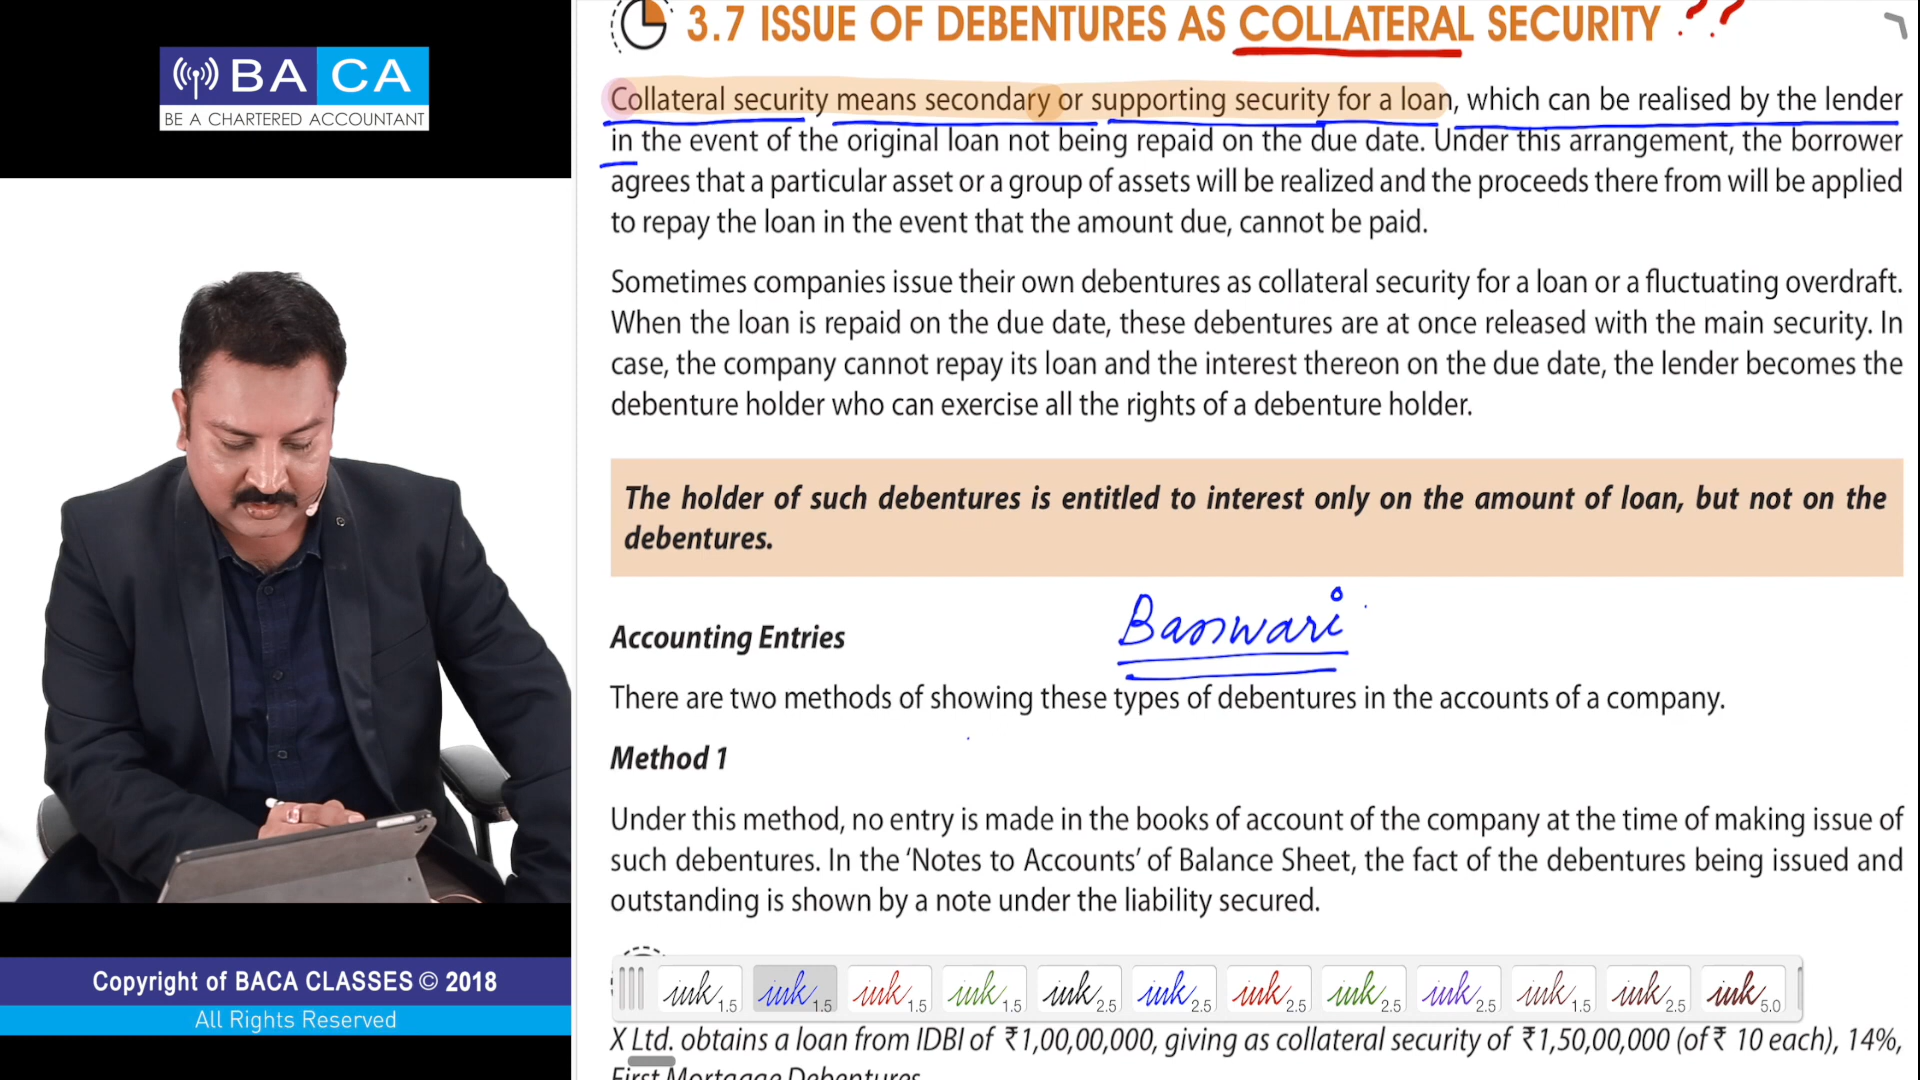 BA CA
BE A CHARTERED ACCOUNTANT
3.7 ISSUE OF DEBENTURES AS COLLATERAL SECURITY ??
Collateral security means secondary or supporting security for a loan, which can be realised by the lender
in the event of the original loan not being repaid on the due date. Under this arrangement, the borrower
agrees that a particular asset or a group of assets will be realized and the proceeds there from will be applied
to repay the loan in the event that the amount due, cannot be paid.
Sometimes companies issue their own debentures as collateral security for a loan or a fluctuating overdraft.
When the loan is repaid on the due date, these debentures are at once released with the main security. In
case, the company cannot repay its loan and the interest thereon on the due date, the lender becomes the
debenture holder who can exercise all the rights of a debenture holder.
The holder of such debentures is entitled to interest only on the amount of loan, but not on the
debentures.
Accounting Entries
There are two methods of showing these types of debentures in the accounts of a company.
Method 1
Under this method, no entry is made in the books of account of the company at the time of making issue of
such debentures. In the ‘Notes to Accounts’ of Balance Sheet, the fact of the debentures being issued and
outstanding is shown by a note under the liability secured.
ink 1.5 ink 1.5 ink 1.5 ink 1.5 ink 2.5 ink 2.5 ink 2.5 ink 2.5 ink 2.5 ink 1.5 ink 2.5 ink 5.0
X Ltd. obtains a loan from IDBI of ₹1,00,00,000, giving as collateral security of ₹1,50,00,000 (of ₹ 10 each), 14%,
First Mortgage Debentures
Copyright of BACA CLASSES © 2018
All Rights Reserved